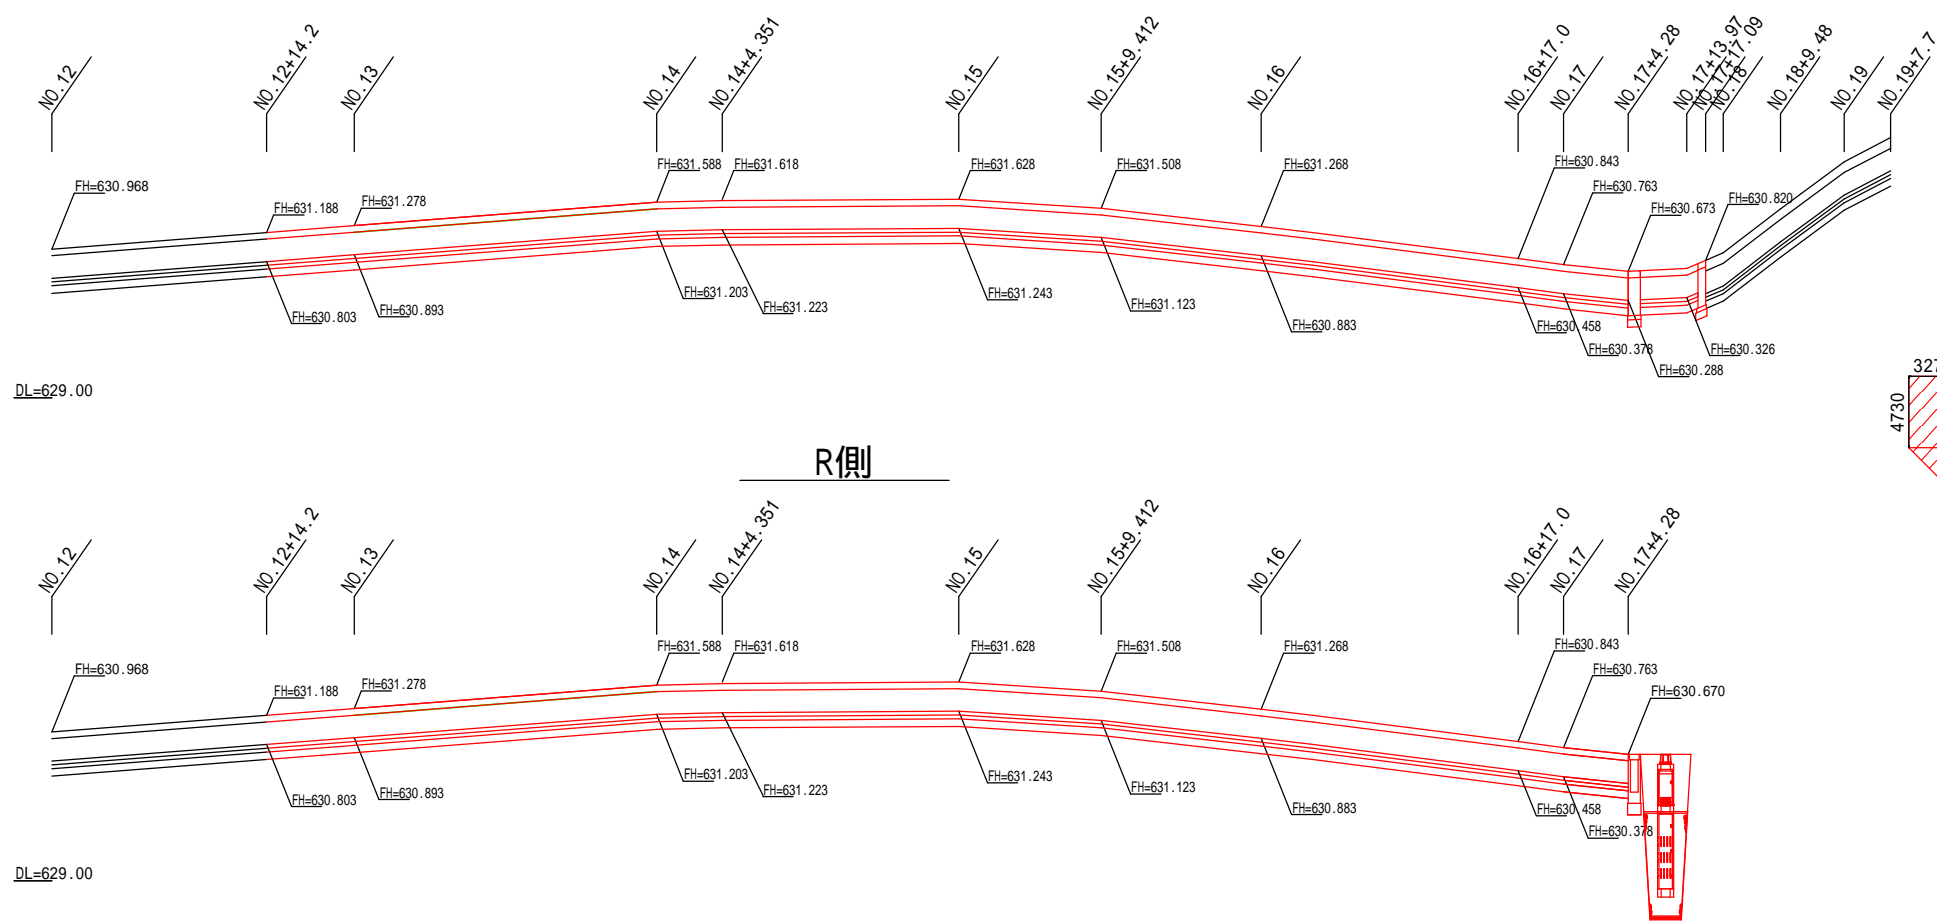 NO.12
NO.12+14.2
NO.13
NO.14
NO.14+4.351
NO.15
NO.15+9.412
NO.16
NO.16+17.0
NO.17
NO.17+4.28
NO.17+13.97
NO.17+17.09
NO.18
NO.18+9.48
NO.19
NO.19+7.7
FH=630.968
FH=631.188
FH=631.278
FH=631.588
FH=631.618
FH=631.628
FH=631.508
FH=631.268
FH=630.843
FH=630.763
FH=630.673
FH=630.820
FH=630.803
FH=630.893
FH=631.203
FH=631.223
FH=631.243
FH=631.123
FH=630.883
FH=630.458
FH=630.378
FH=630.288
FH=630.326
DL=629.00
327
4730
R側
NO.12
NO.12+14.2
NO.13
NO.14
NO.14+4.351
NO.15
NO.15+9.412
NO.16
NO.16+17.0
NO.17
NO.17+4.28
FH=630.968
FH=631.188
FH=631.278
FH=631.588
FH=631.618
FH=631.628
FH=631.508
FH=631.268
FH=630.843
FH=630.763
FH=630.670
FH=630.803
FH=630.893
FH=631.203
FH=631.223
FH=631.243
FH=631.123
FH=630.883
FH=630.458
FH=630.378
DL=629.00